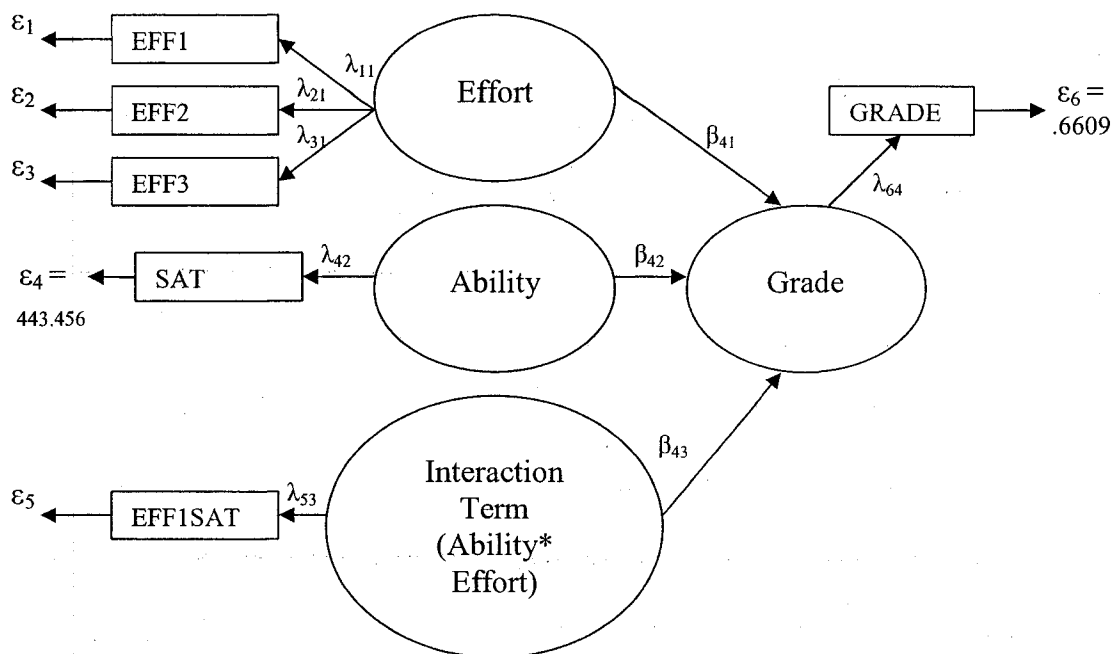 ε₁
EFF1
λ₁₁
ε₂
EFF2
λ₂₁
ε₃
EFF3
λ₃₁
Effort
β₄₁
GRADE
ε₆ =
.6609
λ₆₄
ε₄ =
443.456
SAT
λ₄₂
Ability
β₄₂
Grade
ε₅
EFF1SAT
λ₅₃
Interaction
Term
(Ability*
Effort)
β₄₃